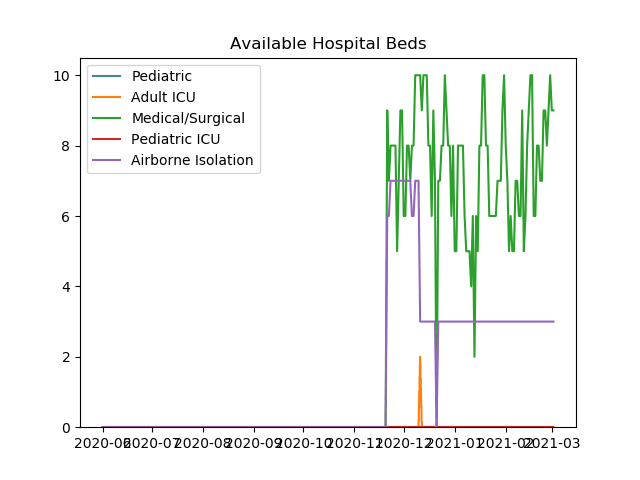 Available Hospital Beds
Pediatric
Adult ICU
Medical/Surgical
Pediatric ICU
Airborne Isolation
10
8
6
4
2
0
2020-06 2020-07 2020-08 2020-09 2020-10 2020-11 2020-12 2021-01 2021-02 2021-03